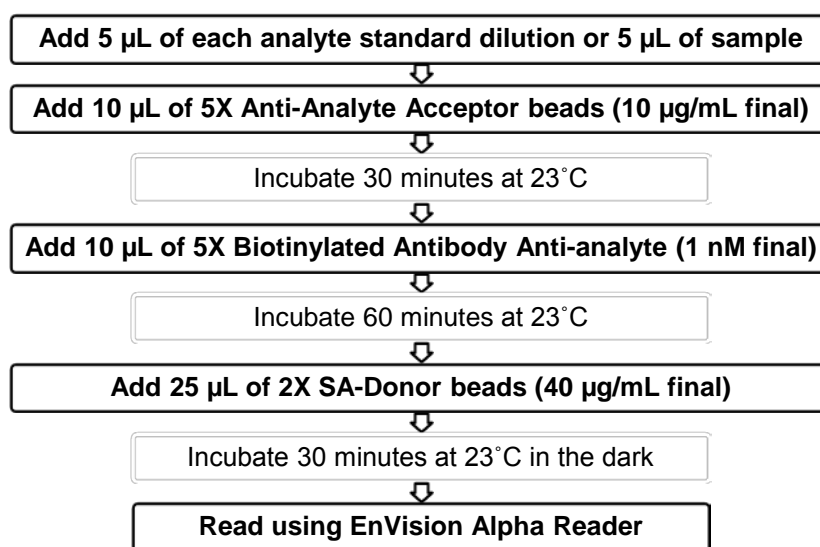 Add 5 µL of each analyte standard dilution or 5 µL of sample
Add 10 µL of 5X Anti-Analyte Acceptor beads (10 µg/mL final)
Incubate 30 minutes at 23˚C
Add 10 µL of 5X Biotinylated Antibody Anti-analyte (1 nM final)
Incubate 60 minutes at 23˚C
Add 25 µL of 2X SA-Donor beads (40 µg/mL final)
Incubate 30 minutes at 23˚C in the dark
Read using EnVision Alpha Reader